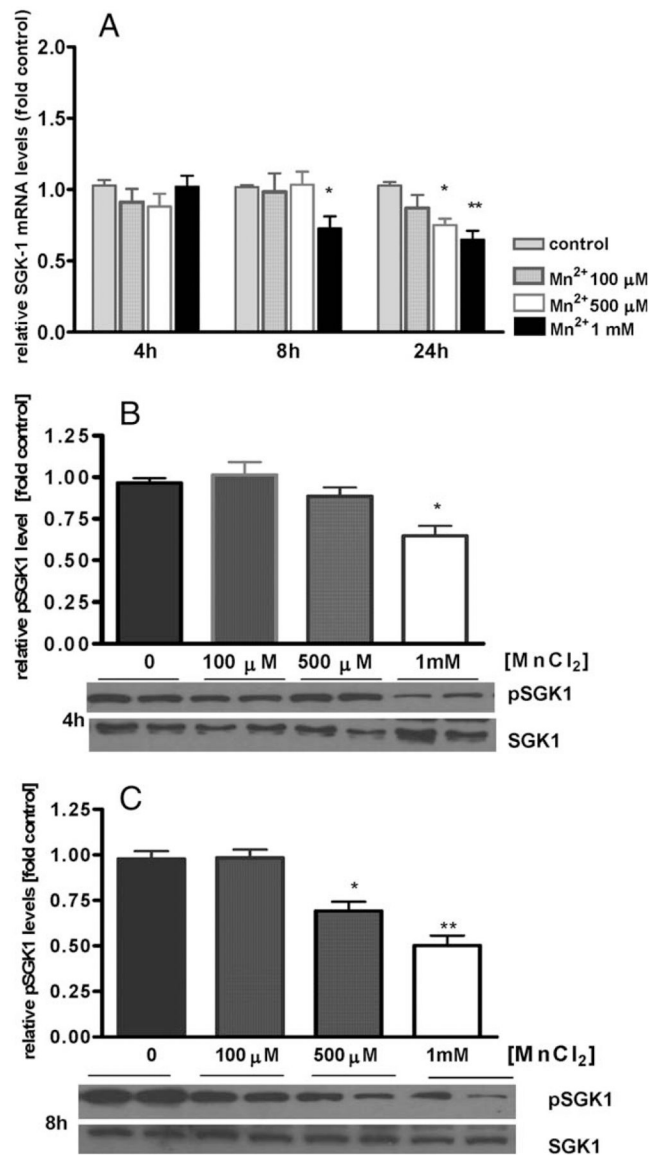 A
relative SGK-1 mRNA levels (fold control)
2.0
1.5
1.0
0.5
0.0
*
*
**
4h 8h 24h
control
Mn²⁺ 100 μM
Mn²⁺ 500 μM
Mn²⁺ 1 mM
B
relative pSGK1 level [fold control]
1.25
1.00
0.75
0.50
0.25
0.00
*
0 100 μM 500 μM 1mM [MnCl₂]
pSGK1
4h
SGK1
C
relative pSGK1 levels [fold control]
1.25
1.00
0.75
0.50
0.25
0.00
*
**
0 100 μM 500 μM 1mM [MnCl₂]
pSGK1
8h
SGK1